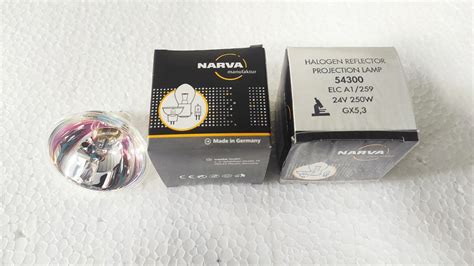 NARVA
manufaktur
Made in Germany
HALOGEN REFLECTOR
PROJECTION LAMP
54300
ELC A1/259
24V 250W
GX5,3
NARVA